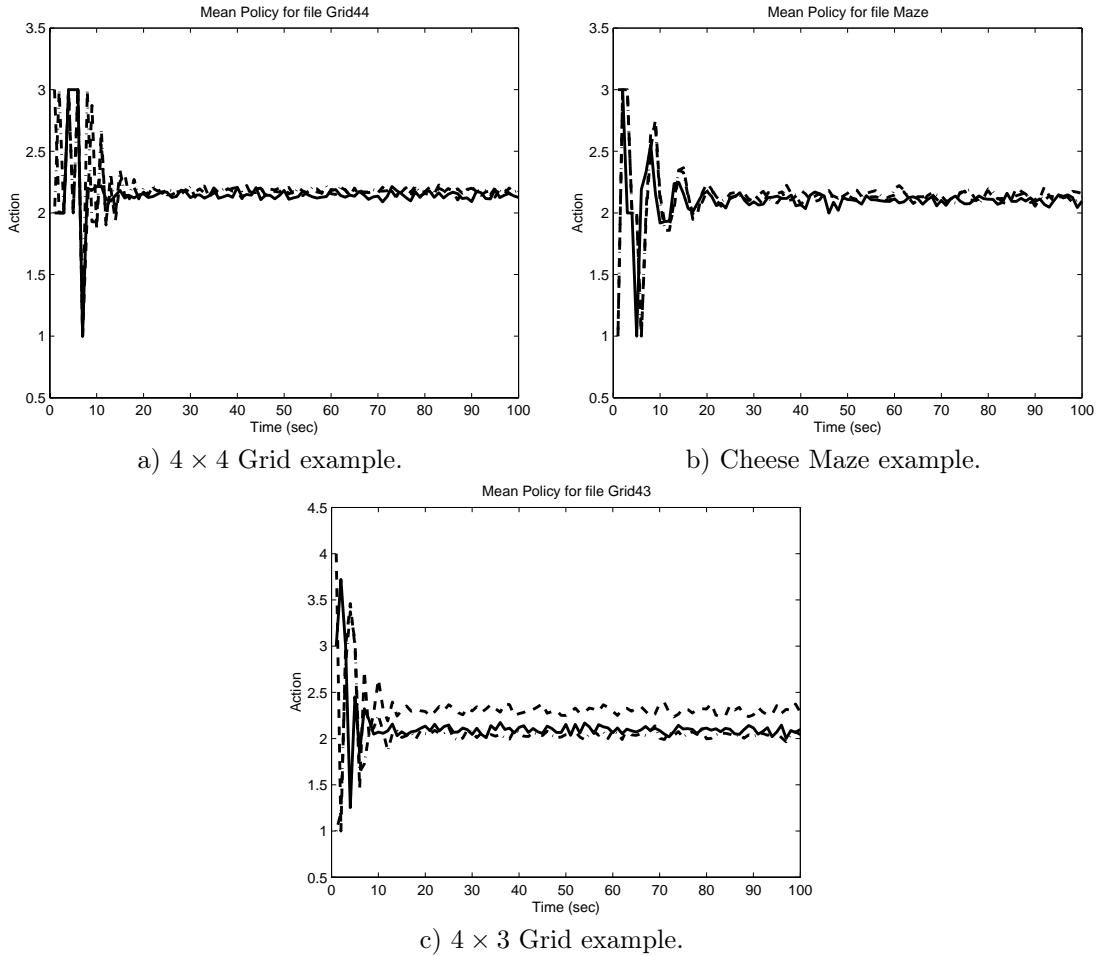 Mean Policy for file Grid44
3.5
3
2.5
2
1.5
1
0.5
Action
0 10 20 30 40 50 60 70 80 90 100
Time (sec)
a) 4 × 4 Grid example.
Mean Policy for file Maze
3.5
3
2.5
2
1.5
1
0.5
Action
0 10 20 30 40 50 60 70 80 90 100
Time (sec)
b) Cheese Maze example.
Mean Policy for file Grid43
4.5
4
3.5
3
2.5
2
1.5
1
0.5
Action
0 10 20 30 40 50 60 70 80 90 100
Time (sec)
c) 4 × 3 Grid example.